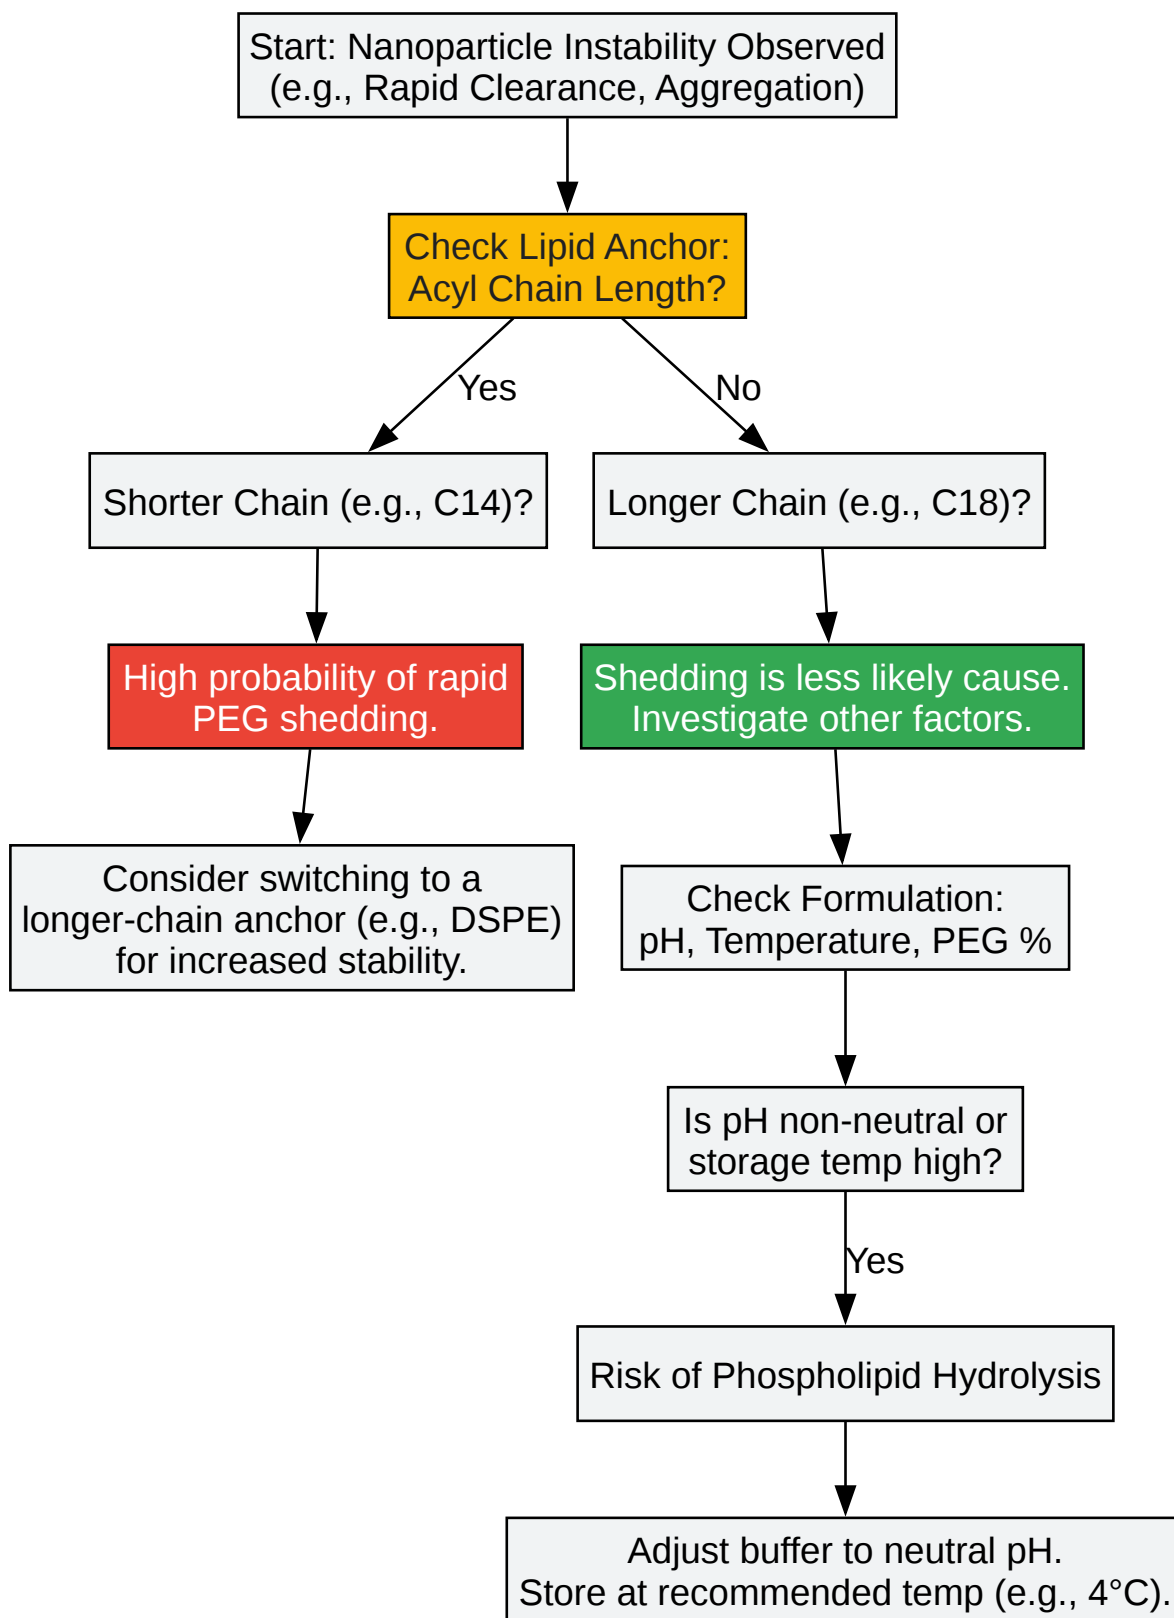 Start: Nanoparticle Instability Observed
(e.g., Rapid Clearance, Aggregation)
Check Lipid Anchor:
Acyl Chain Length?
Yes
No
Shorter Chain (e.g., C14)?
Longer Chain (e.g., C18)?
High probability of rapid
PEG shedding.
Shedding is less likely cause.
Investigate other factors.
Consider switching to a
longer-chain anchor (e.g., DSPE)
for increased stability.
Check Formulation:
pH, Temperature, PEG %
Is pH non-neutral or
storage temp high?
Yes
Risk of Phospholipid Hydrolysis
Adjust buffer to neutral pH.
Store at recommended temp (e.g., 4°C).